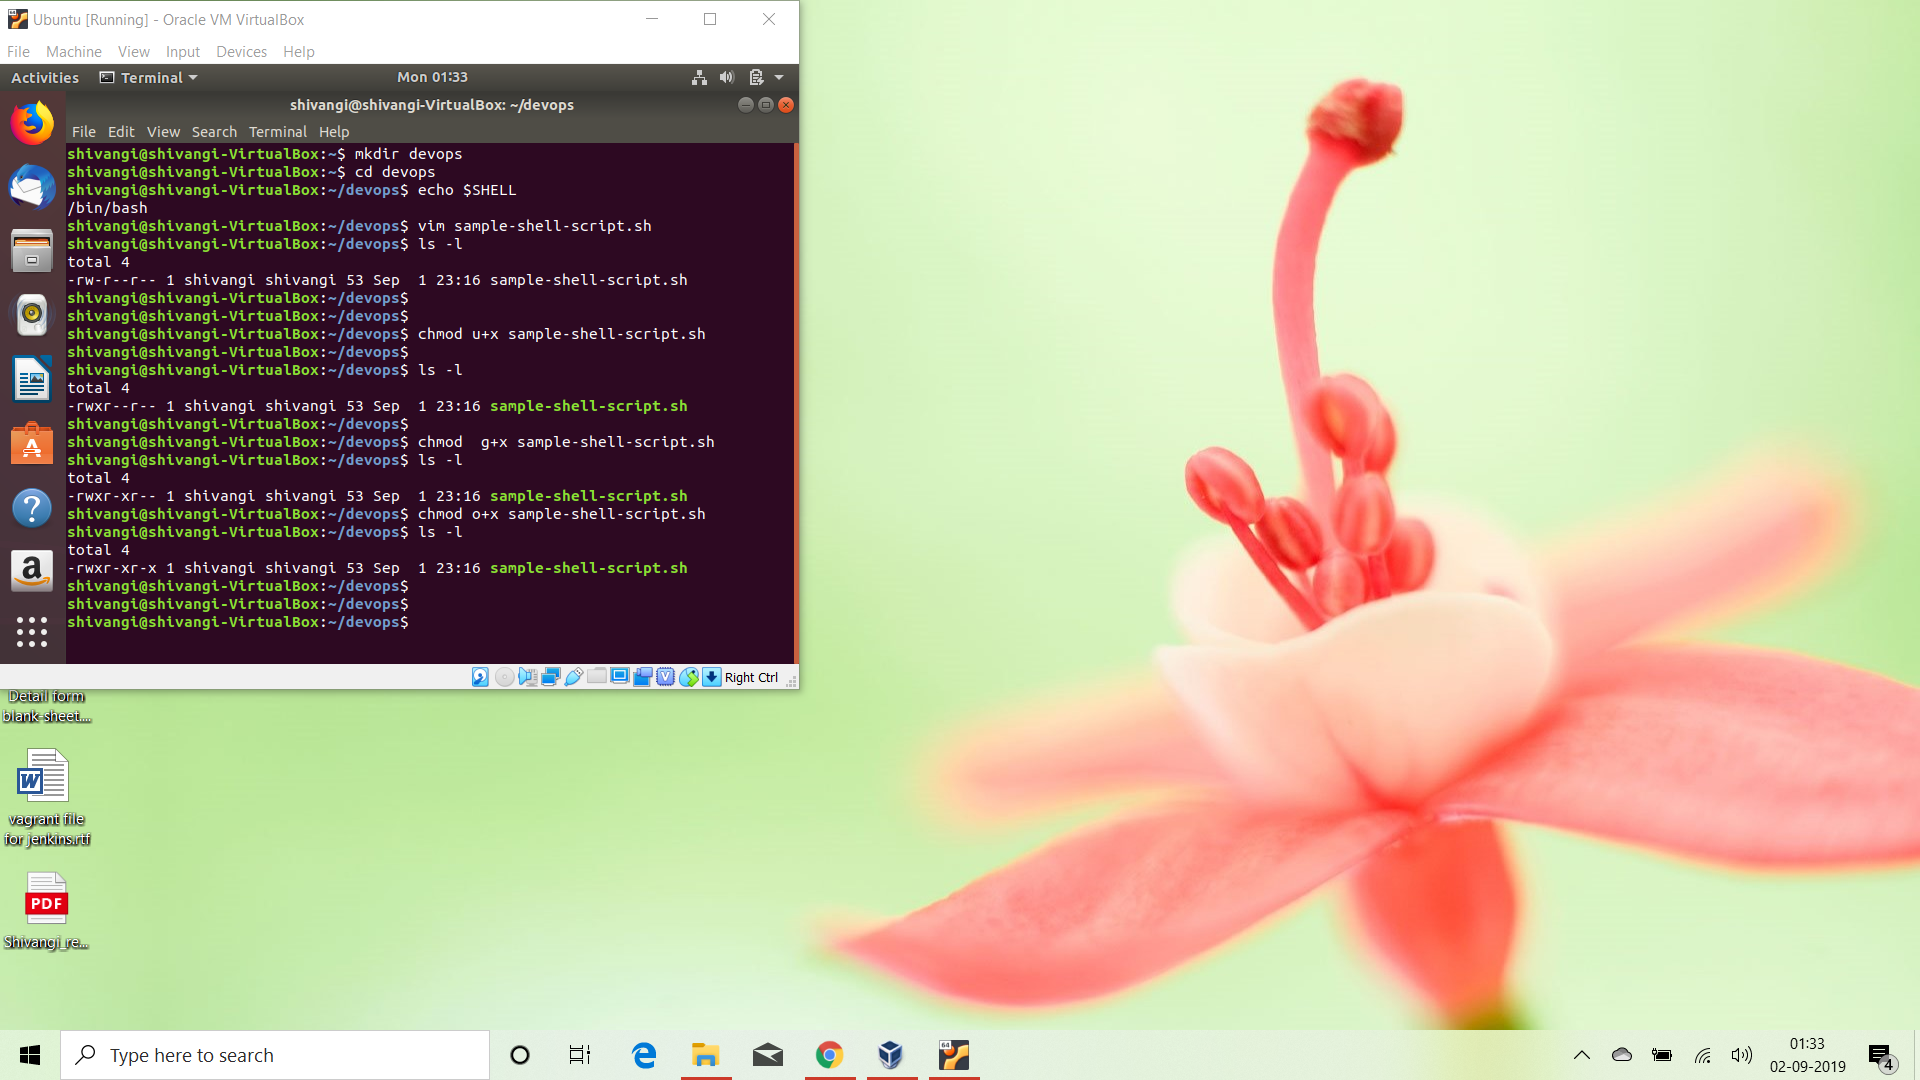 Ubuntu [Running] - Oracle VM VirtualBox
File Machine View Input Devices Help
Activities Terminal Mon 01:33
shivangi@shivangi-VirtualBox: ~/devops
File Edit View Search Terminal Help
shivangi@shivangi-VirtualBox:~$ mkdir devops
shivangi@shivangi-VirtualBox:~$ cd devops
shivangi@shivangi-VirtualBox:~/devops$ echo $SHELL
/bin/bash
shivangi@shivangi-VirtualBox:~/devops$ vim sample-shell-script.sh
shivangi@shivangi-VirtualBox:~/devops$ ls -l
total 4
-rw-r--r-- 1 shivangi shivangi 53 Sep  1 23:16 sample-shell-script.sh
shivangi@shivangi-VirtualBox:~/devops$
shivangi@shivangi-VirtualBox:~/devops$
shivangi@shivangi-VirtualBox:~/devops$ chmod u+x sample-shell-script.sh
shivangi@shivangi-VirtualBox:~/devops$
shivangi@shivangi-VirtualBox:~/devops$ ls -l
total 4
-rwxr--r-- 1 shivangi shivangi 53 Sep  1 23:16 sample-shell-script.sh
shivangi@shivangi-VirtualBox:~/devops$
shivangi@shivangi-VirtualBox:~/devops$ chmod  g+x sample-shell-script.sh
shivangi@shivangi-VirtualBox:~/devops$ ls -l
total 4
-rwxr-xr-- 1 shivangi shivangi 53 Sep  1 23:16 sample-shell-script.sh
shivangi@shivangi-VirtualBox:~/devops$ chmod o+x sample-shell-script.sh
shivangi@shivangi-VirtualBox:~/devops$ ls -l
total 4
-rwxr-xr-x 1 shivangi shivangi 53 Sep  1 23:16 sample-shell-script.sh
shivangi@shivangi-VirtualBox:~/devops$
shivangi@shivangi-VirtualBox:~/devops$
shivangi@shivangi-VirtualBox:~/devops$
Right Ctrl
Detail form
blank-sheet....
vagrant file
for jenkins.rtf
PDF
Shivangi_re...
Type here to search
64
01:33
02-09-2019
4